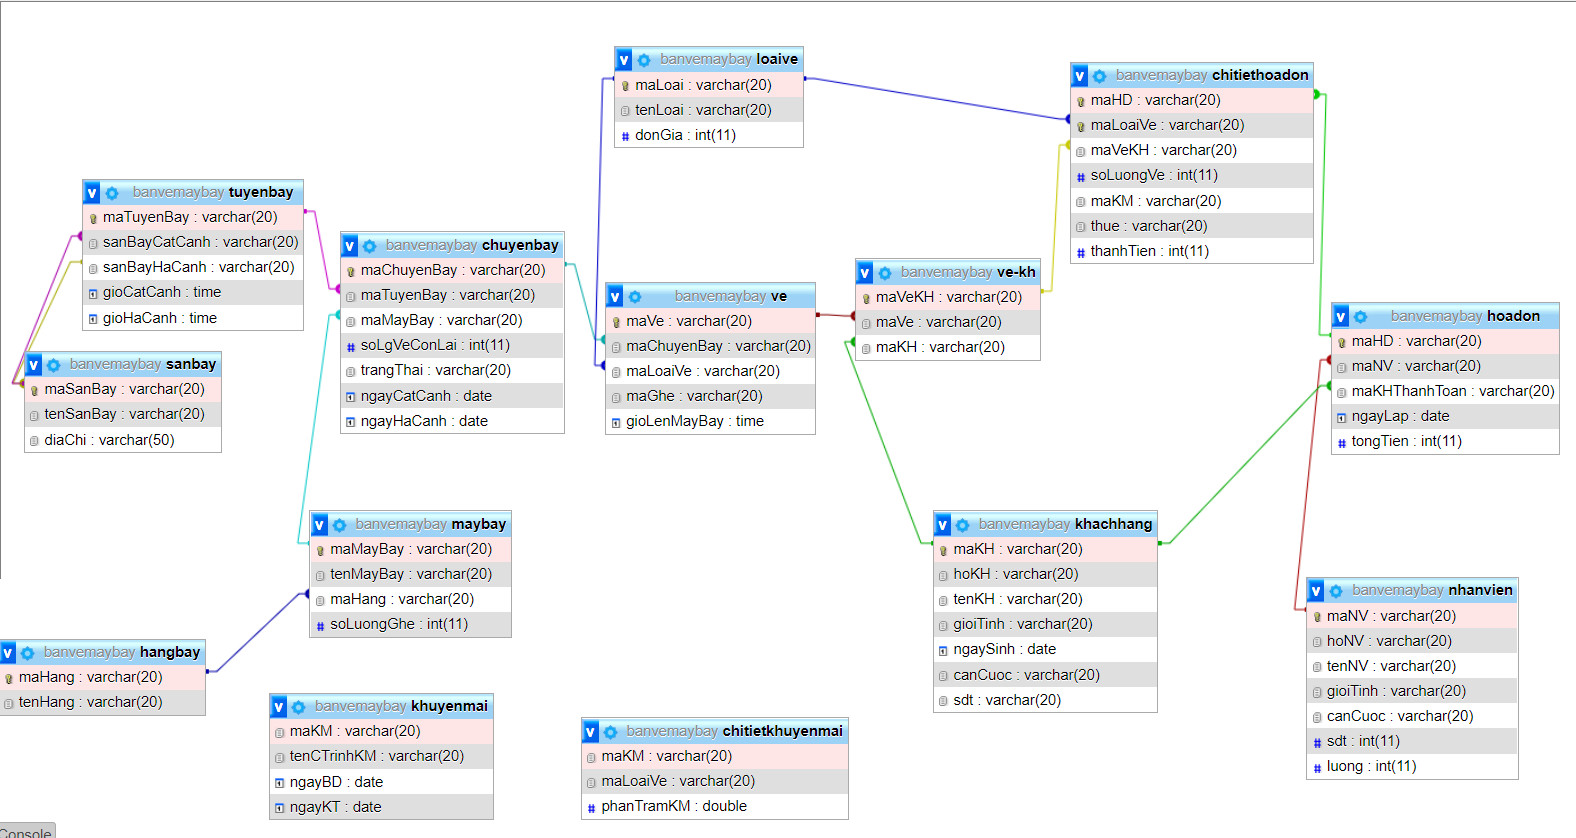 banvemaybay loaive
maLoai : varchar(20)
tenLoai : varchar(20)
donGia : int(11)
banvemaybay chitiethoadon
maHD : varchar(20)
maLoaiVe : varchar(20)
maVeKH : varchar(20)
soLuongVe : int(11)
maKM : varchar(20)
thue : varchar(20)
thanhTien : int(11)
banvemaybay tuyenbay
maTuyenBay : varchar(20)
sanBayCatCanh : varchar(20)
sanBayHaCanh : varchar(20)
gioCatCanh : time
gioHaCanh : time
banvemaybay chuyenbay
maChuyenBay : varchar(20)
maTuyenBay : varchar(20)
maMayBay : varchar(20)
soLgVeConLai : int(11)
trangThai : varchar(20)
ngayCatCanh : date
ngayHaCanh : date
banvemaybay ve
maVe : varchar(20)
maChuyenBay : varchar(20)
maLoaiVe : varchar(20)
maGhe : varchar(20)
gioLenMayBay : time
banvemaybay ve-kh
maVeKH : varchar(20)
maVe : varchar(20)
maKH : varchar(20)
banvemaybay hoadon
maHD : varchar(20)
maNV : varchar(20)
maKHThanhToan : varchar(20)
ngayLap : date
tongTien : int(11)
banvemaybay sanbay
maSanBay : varchar(20)
tenSanBay : varchar(20)
diaChi : varchar(50)
banvemaybay maybay
maMayBay : varchar(20)
tenMayBay : varchar(20)
maHang : varchar(20)
soLuongGhe : int(11)
banvemaybay khachhang
maKH : varchar(20)
hoKH : varchar(20)
tenKH : varchar(20)
gioiTinh : varchar(20)
ngaySinh : date
canCuoc : varchar(20)
sdt : varchar(20)
banvemaybay nhanvien
maNV : varchar(20)
hoNV : varchar(20)
tenNV : varchar(20)
gioiTinh : varchar(20)
canCuoc : varchar(20)
sdt : int(11)
luong : int(11)
banvemaybay hangbay
maHang : varchar(20)
tenHang : varchar(20)
banvemaybay khuyenmai
maKM : varchar(20)
tenCTrinhKM : varchar(20)
ngayBD : date
ngayKT : date
banvemaybay chitietkhuyenmai
maKM : varchar(20)
maLoaiVe : varchar(20)
phanTramKM : double
Console